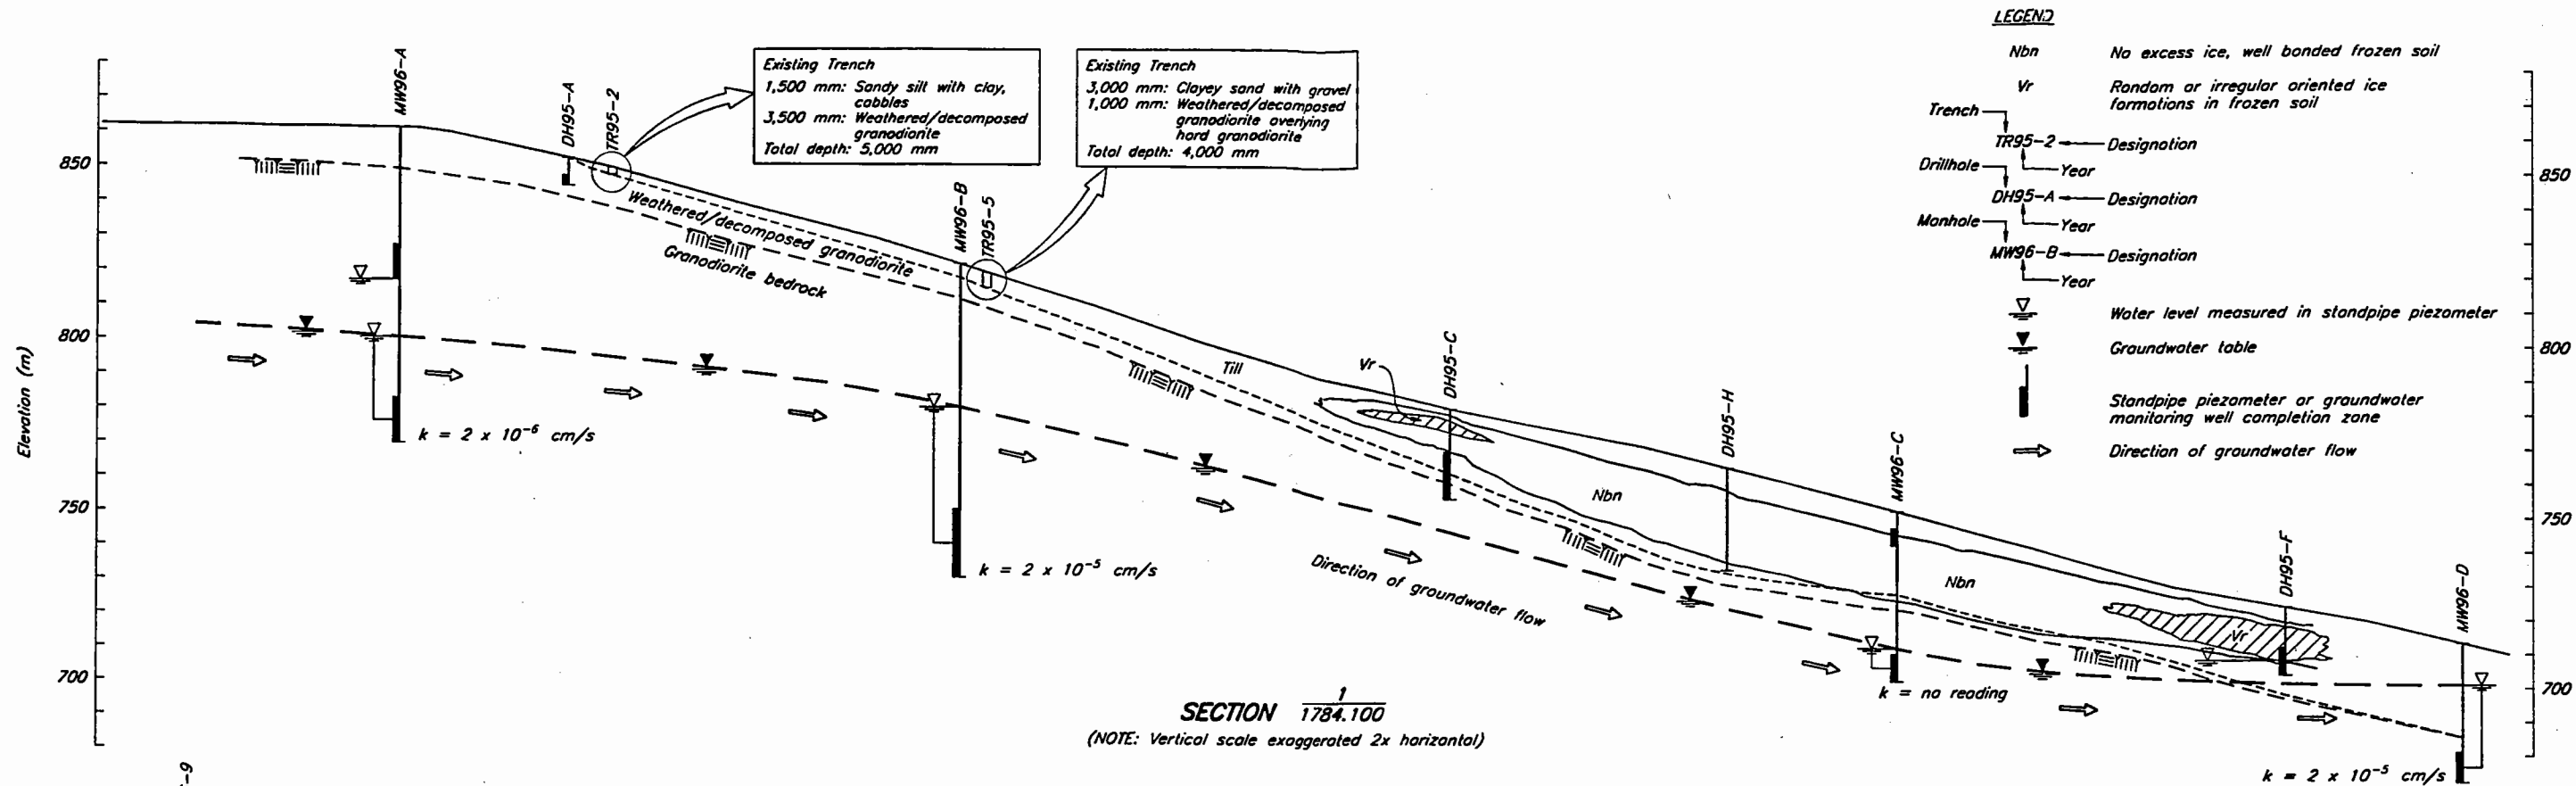 LEGEND
Nbn No excess ice, well bonded frozen soil
Vr Random or irregular oriented ice
formations in frozen soil
Trench
TR95-2 Designation
Year
Drillhole
DH95-A Designation
Year
Monhole
MW96-B Designation
Year
Water level measured in standpipe piezometer
Groundwater table
Standpipe piezometer or groundwater
monitoring well completion zone
Direction of groundwater flow
Existing Trench
1,500 mm: Sandy silt with clay,
cobbles
3,500 mm: Weathered/decomposed
granodiorite
Total depth: 5,000 mm
Existing Trench
3,000 mm: Clayey sand with gravel
1,000 mm: Weathered/decomposed
granodiorite overlying
hard granodiorite
Total depth: 4,000 mm
MW96-A
DH95-A
TR95-2
MW96-B
TR95-5
DH95-C
DH95-H
MW96-C
DH95-F
MW96-D
Elevation (m)
850
800
750
700
850
800
750
700
Weathered/decomposed granodiorite
Granodiorite bedrock
Till
Vr
Nbn
Nbn
Vr
Direction of groundwater flow
k = 2 x 10⁻⁶ cm/s
k = 2 x 10⁻⁵ cm/s
k = no reading
k = 2 x 10⁻⁵ cm/s
SECTION 1
1784.100
(NOTE: Vertical scale exaggerated 2x horizontal)
-9